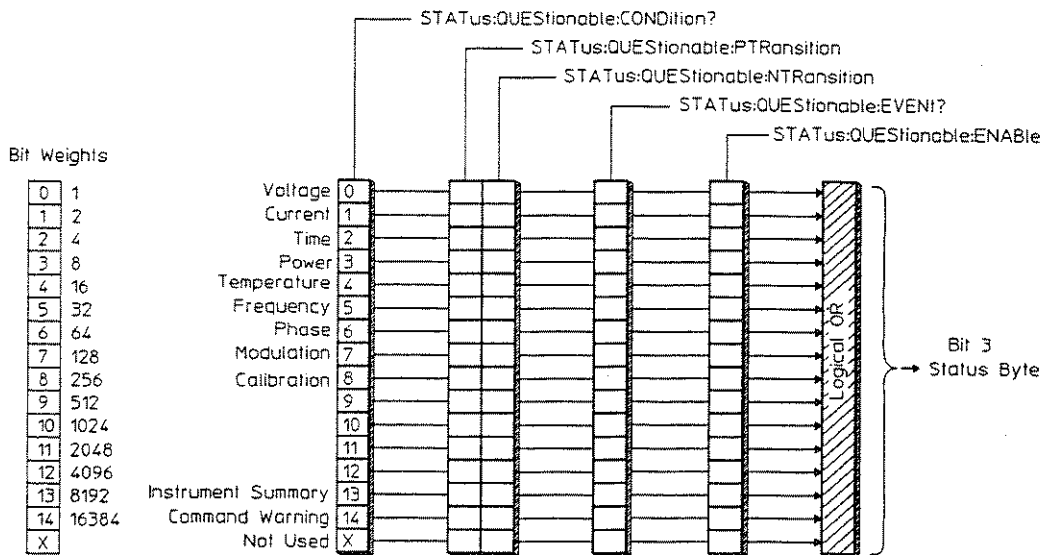 STATus:QUEStionable:CONDition?
STATus:QUEStionable:PTRansition
STATus:QUEStionable:NTRansition
STATus:QUEStionable:EVENt?
STATus:QUEStionable:ENABle
Bit Weights
0 1 Voltage 0
1 2 Current 1
2 4 Time 2
3 8 Power 3
4 16 Temperature 4
5 32 Frequency 5
6 64 Phase 6
7 128 Modulation 7
8 256 Calibration 8
9 512 9
10 1024 10
11 2048 11
12 4096 12
13 8192 Instrument Summary 13
14 16384 Command Warning 14
X Not Used X
Logical OR
Bit 3
Status Byte